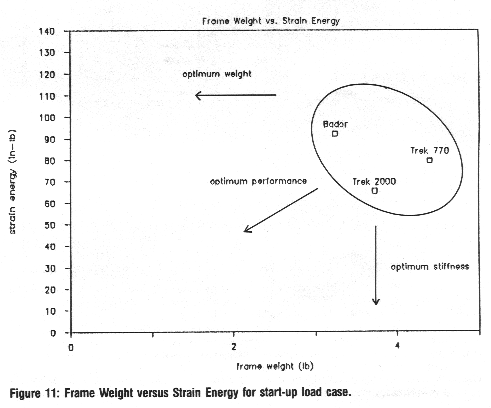 Frame Weight vs. Strain Energy
140
130
120
110
100
90
80
70
60
50
40
30
20
10
0
strain energy (in-lb)
optimum weight
Bador
Trek 770
Trek 2000
optimum performance
optimum stiffness
0
2
4
frame weight (lb)
Figure 11: Frame Weight versus Strain Energy for start-up load case.